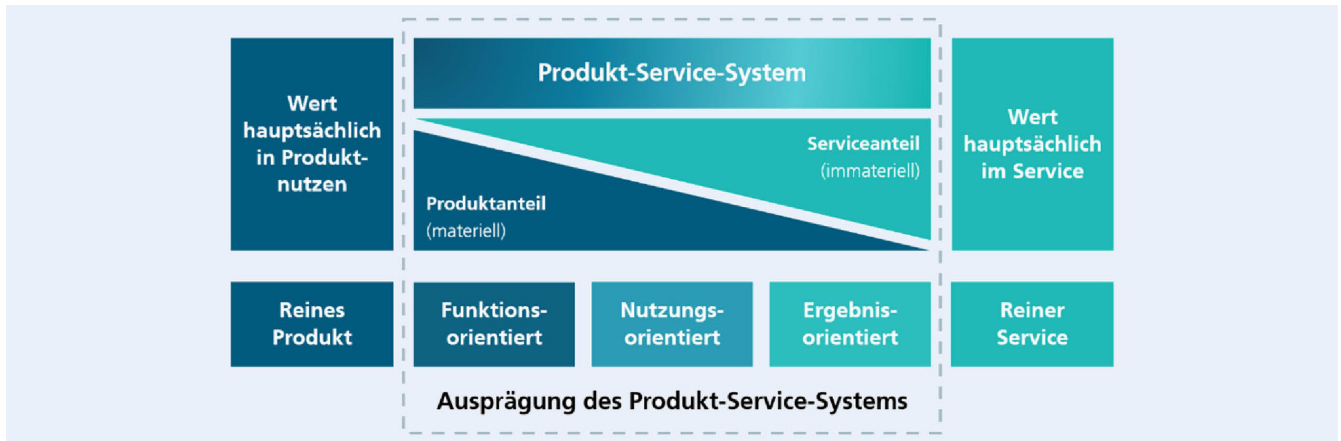 Wert
hauptsächlich
in Produkt-
nutzen
Produkt-Service-System
Serviceanteil
(immateriell)
Produktanteil
(materiell)
Wert
hauptsächlich
im Service
Reines
Produkt
Funktions-
orientiert
Nutzungs-
orientiert
Ergebnis-
orientiert
Reiner
Service
Ausprägung des Produkt-Service-Systems